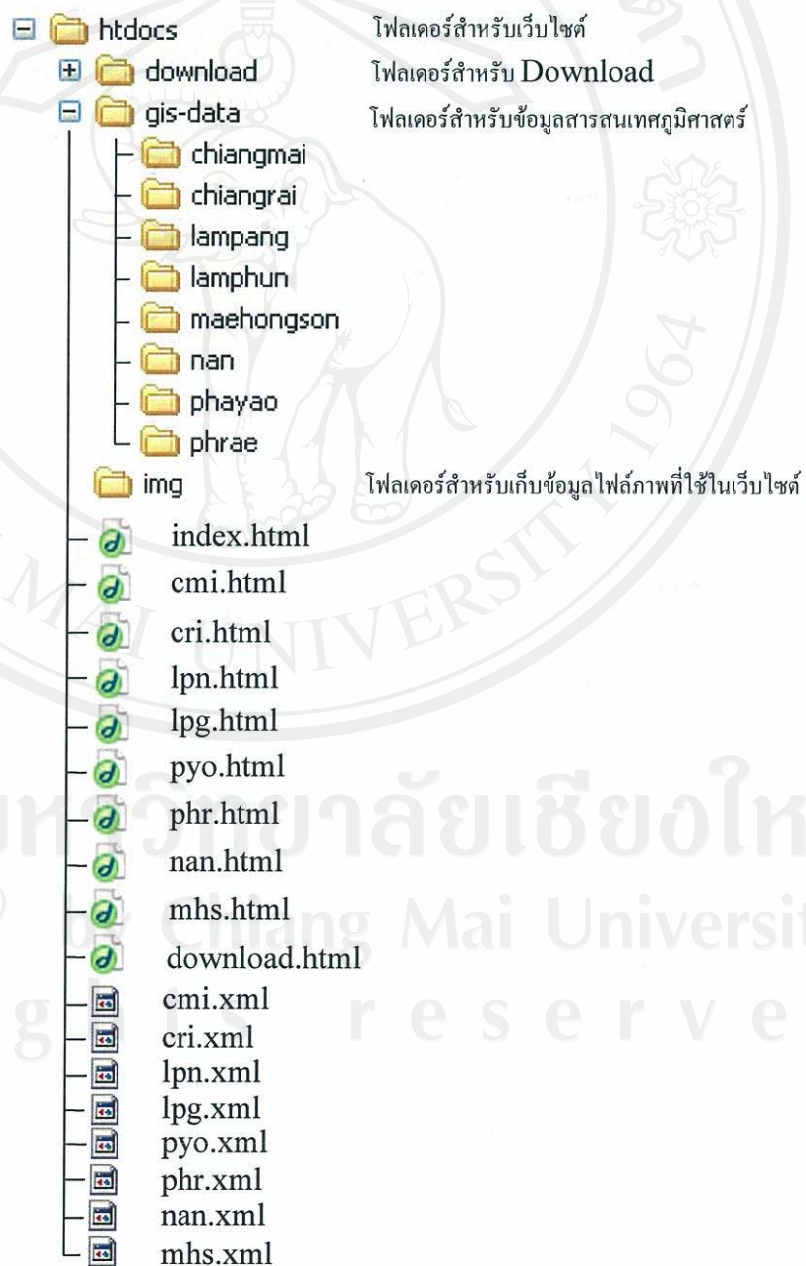 htdocs โฟลเดอร์สำหรับเว็บไซต์
download โฟลเดอร์สำหรับ Download
gis-data โฟลเดอร์สำหรับข้อมูลสารสนเทศภูมิศาสตร์
chiangmai
chiangrai
lampang
lamphun
maehongson
nan
phayao
phrae
img โฟลเดอร์สำหรับเก็บข้อมูลไฟล์ภาพที่ใช้ในเว็บไซต์
index.html
cmi.html
cri.html
lpn.html
lpg.html
pyo.html
phr.html
nan.html
mhs.html
download.html
cmi.xml
cri.xml
lpn.xml
lpg.xml
pyo.xml
phr.xml
nan.xml
mhs.xml
MAI UNIVERSITY 1964
Chiang Mai Universit
reserve